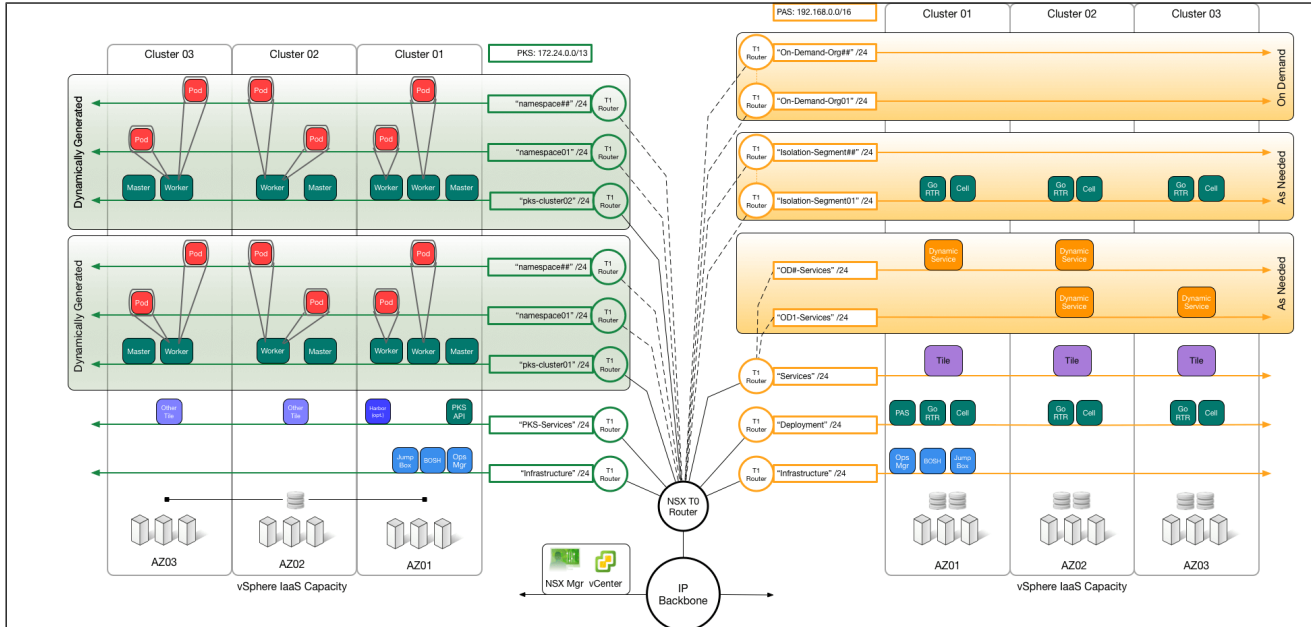 PAS: 192.168.0.0/16
Cluster 01
Cluster 02
Cluster 03
Cluster 03
Cluster 02
Cluster 01
PKS: 172.24.0.0/13
Dynamically Generated
Pod
Pod
"namespace##" /24
T1
Router
Pod
Pod
Pod
"namespace01" /24
T1
Router
Master
Worker
Worker
Master
Worker
Worker
Master
"pks-cluster02" /24
T1
Router
Dynamically Generated
Pod
Pod
Pod
"namespace##" /24
T1
Router
Pod
Pod
Pod
"namespace01" /24
T1
Router
Master
Worker
Worker
Master
Worker
Worker
Master
"pks-cluster01" /24
T1
Router
Other
Tile
Other
Tile
Harbor
(opt.)
PKS
API
"PKS-Services" /24
T1
Router
Jump
Box
BOSH
Ops
Mgr
"Infrastructure" /24
T1
Router
AZ03
AZ02
AZ01
vSphere IaaS Capacity
NSX T0
Router
NSX Mgr
vCenter
IP
Backbone
T1
Router
"On-Demand-Org##" /24
T1
Router
"On-Demand-Org01" /24
On Demand
T1
Router
"Isolation-Segment##" /24
T1
Router
"Isolation-Segment01" /24
Go
RTR
Cell
Go
RTR
Cell
Go
RTR
Cell
As Needed
"OD#-Services" /24
Dynamic
Service
Dynamic
Service
"OD1-Services" /24
Dynamic
Service
Dynamic
Service
As Needed
T1
Router
"Services" /24
Tile
Tile
Tile
T1
Router
"Deployment" /24
PAS
Go
RTR
Cell
Go
RTR
Cell
Go
RTR
Cell
T1
Router
"Infrastructure" /24
Ops
Mgr
BOSH
Jump
Box
AZ01
AZ02
AZ03
vSphere IaaS Capacity